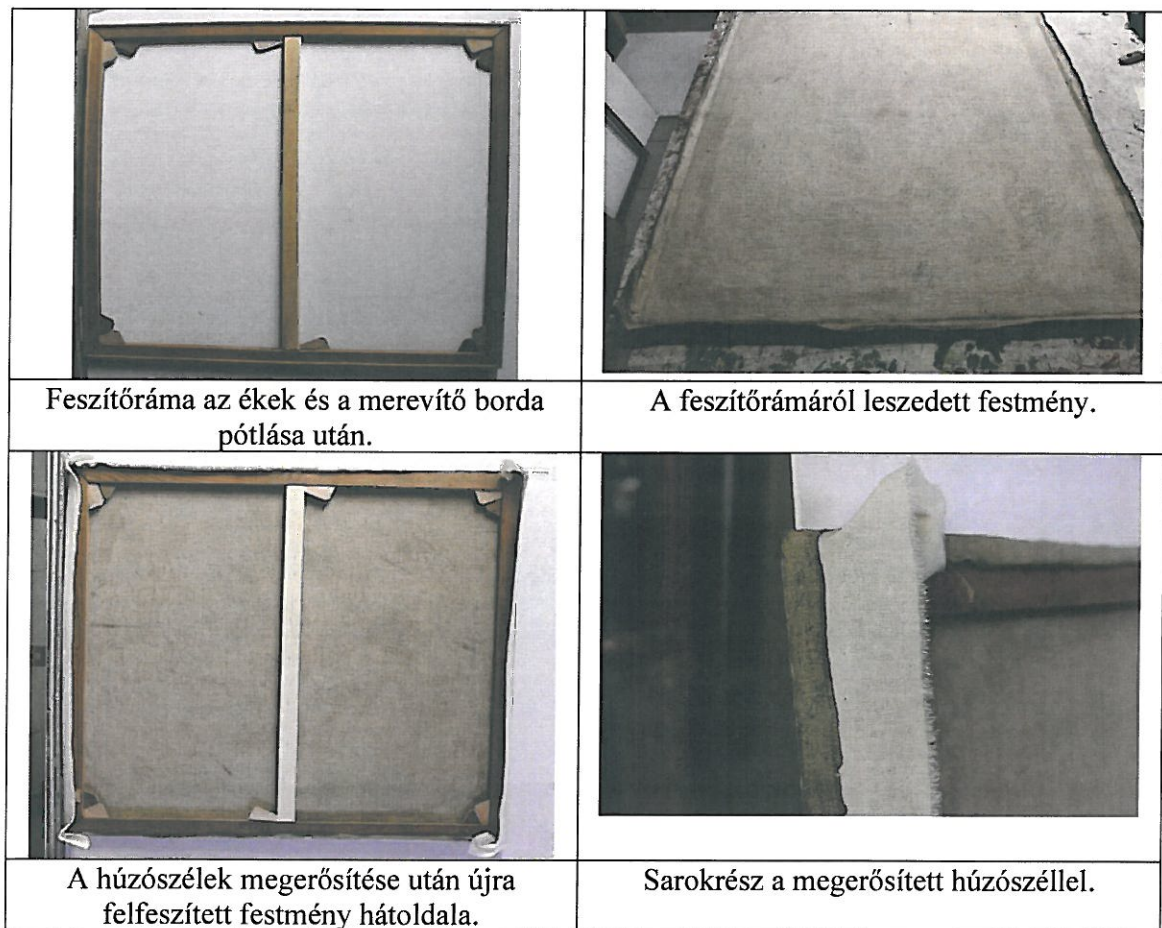 Feszítőráma az ékek és a merevítő borda
pótlása után.
A feszítőrámáról leszedett festmény.
A húzószélek megerősítése után újra
felfeszített festmény hátoldala.
Sarokrész a megerősített húzószéllel.